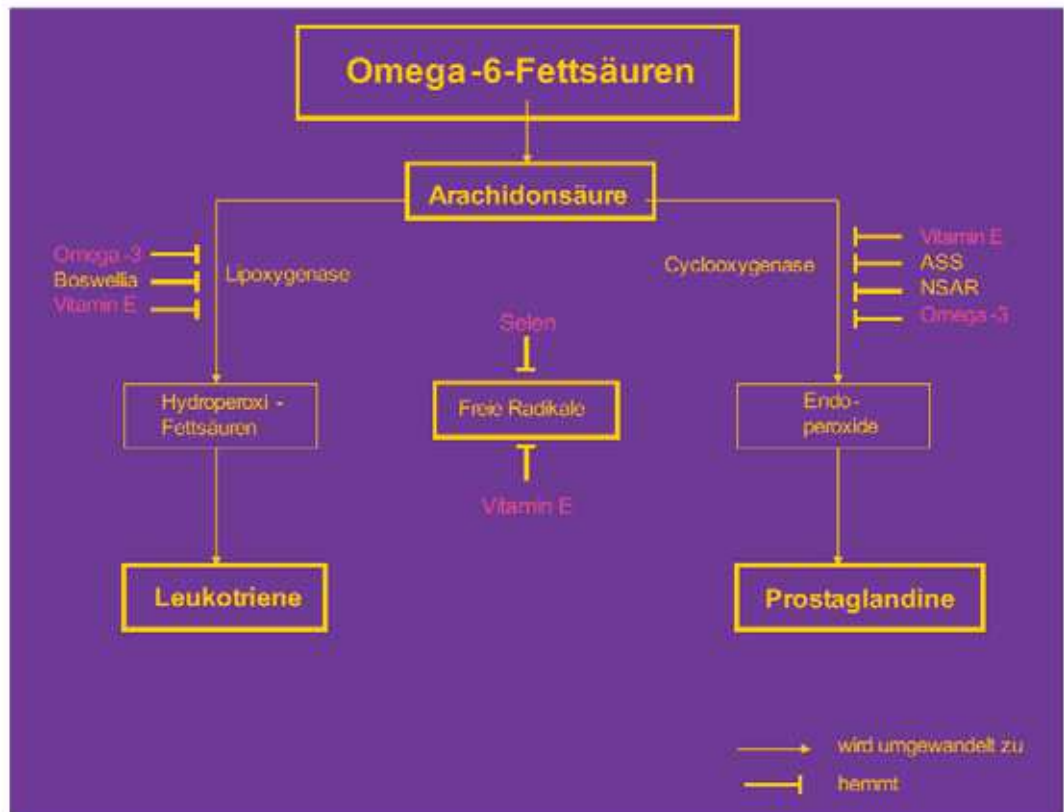 Omega-6-Fettsäuren
Arachidonsäure
Omega-3
Boswellia
Vitamin E
Lipoxygenase
Cyclooxygenase
Vitamin E
ASS
NSAR
Omega-3
Selen
Hydroperoxi-
Fettsäuren
Freie Radikale
Endo-
peroxide
Vitamin E
Leukotriene
Prostaglandine
wird umgewandelt zu
hemmt